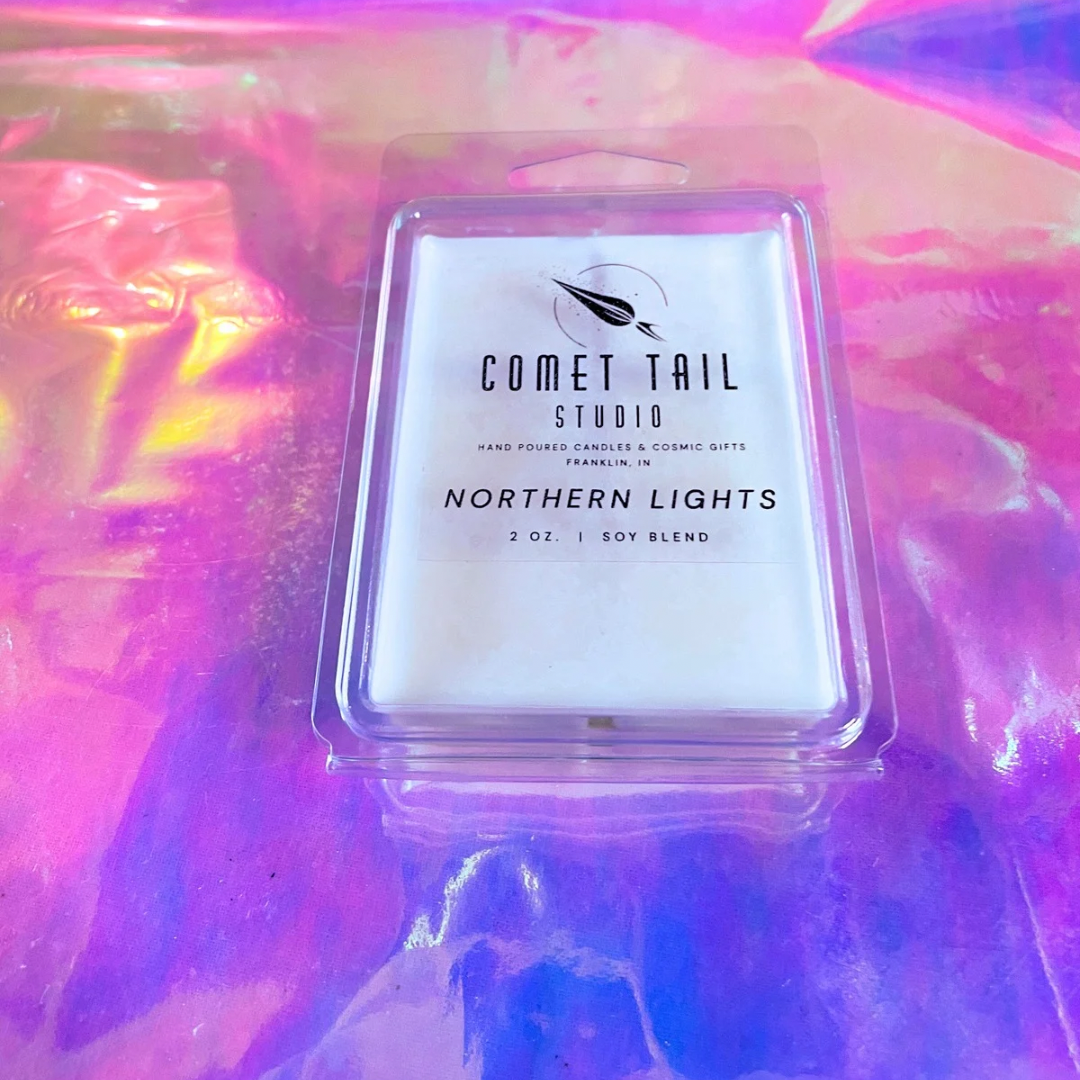 COMET TAIL
STUDIO
HAND POURED CANDLES & COSMIC GIFTS
FRANKLIN, IN
NORTHERN LIGHTS
2 OZ. | SOY BLEND